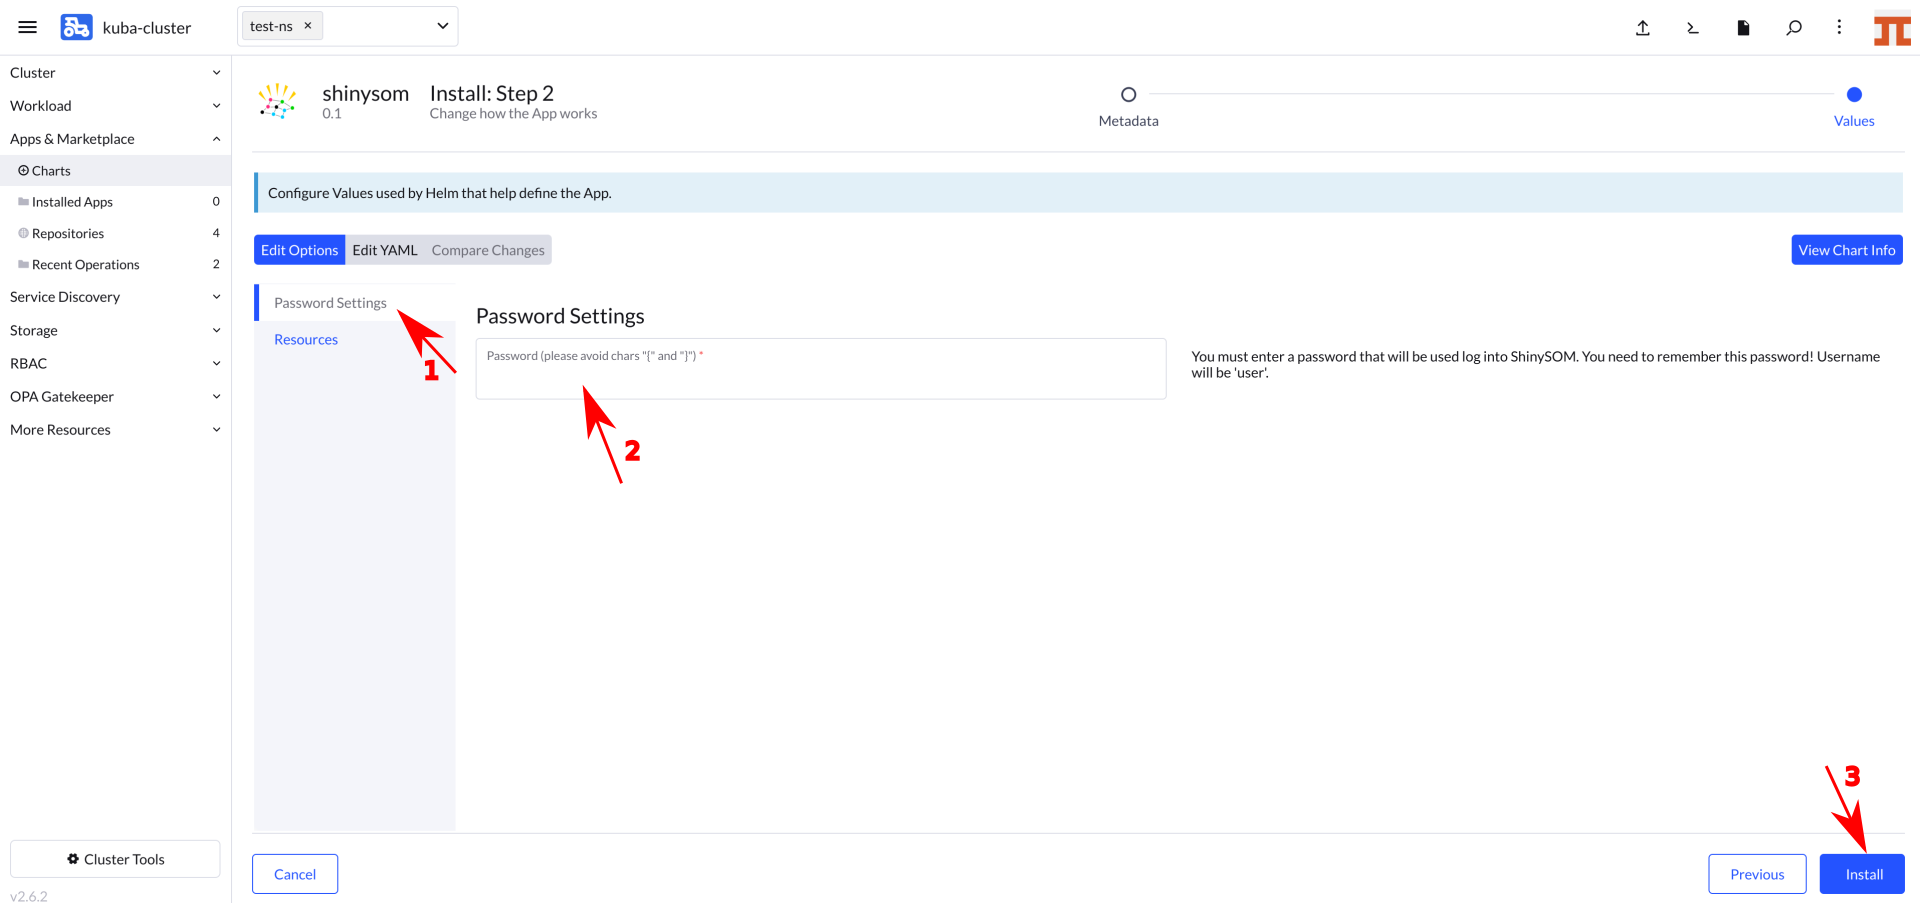 kuba-cluster
test-ns ×
Cluster
Workload
Apps & Marketplace
Charts
Installed Apps 0
Repositories 4
Recent Operations 2
Service Discovery
Storage
RBAC
OPA Gatekeeper
More Resources
Cluster Tools
v2.6.2
shinysom
0.1
Install: Step 2
Change how the App works
Metadata
Values
Configure Values used by Helm that help define the App.
Edit Options Edit YAML Compare Changes
View Chart Info
Password Settings
Resources
1
Password Settings
Password (please avoid chars "{" and "}") *
You must enter a password that will be used log into ShinySOM. You need to remember this password! Username
will be 'user'.
2
3
Cancel
Previous
Install